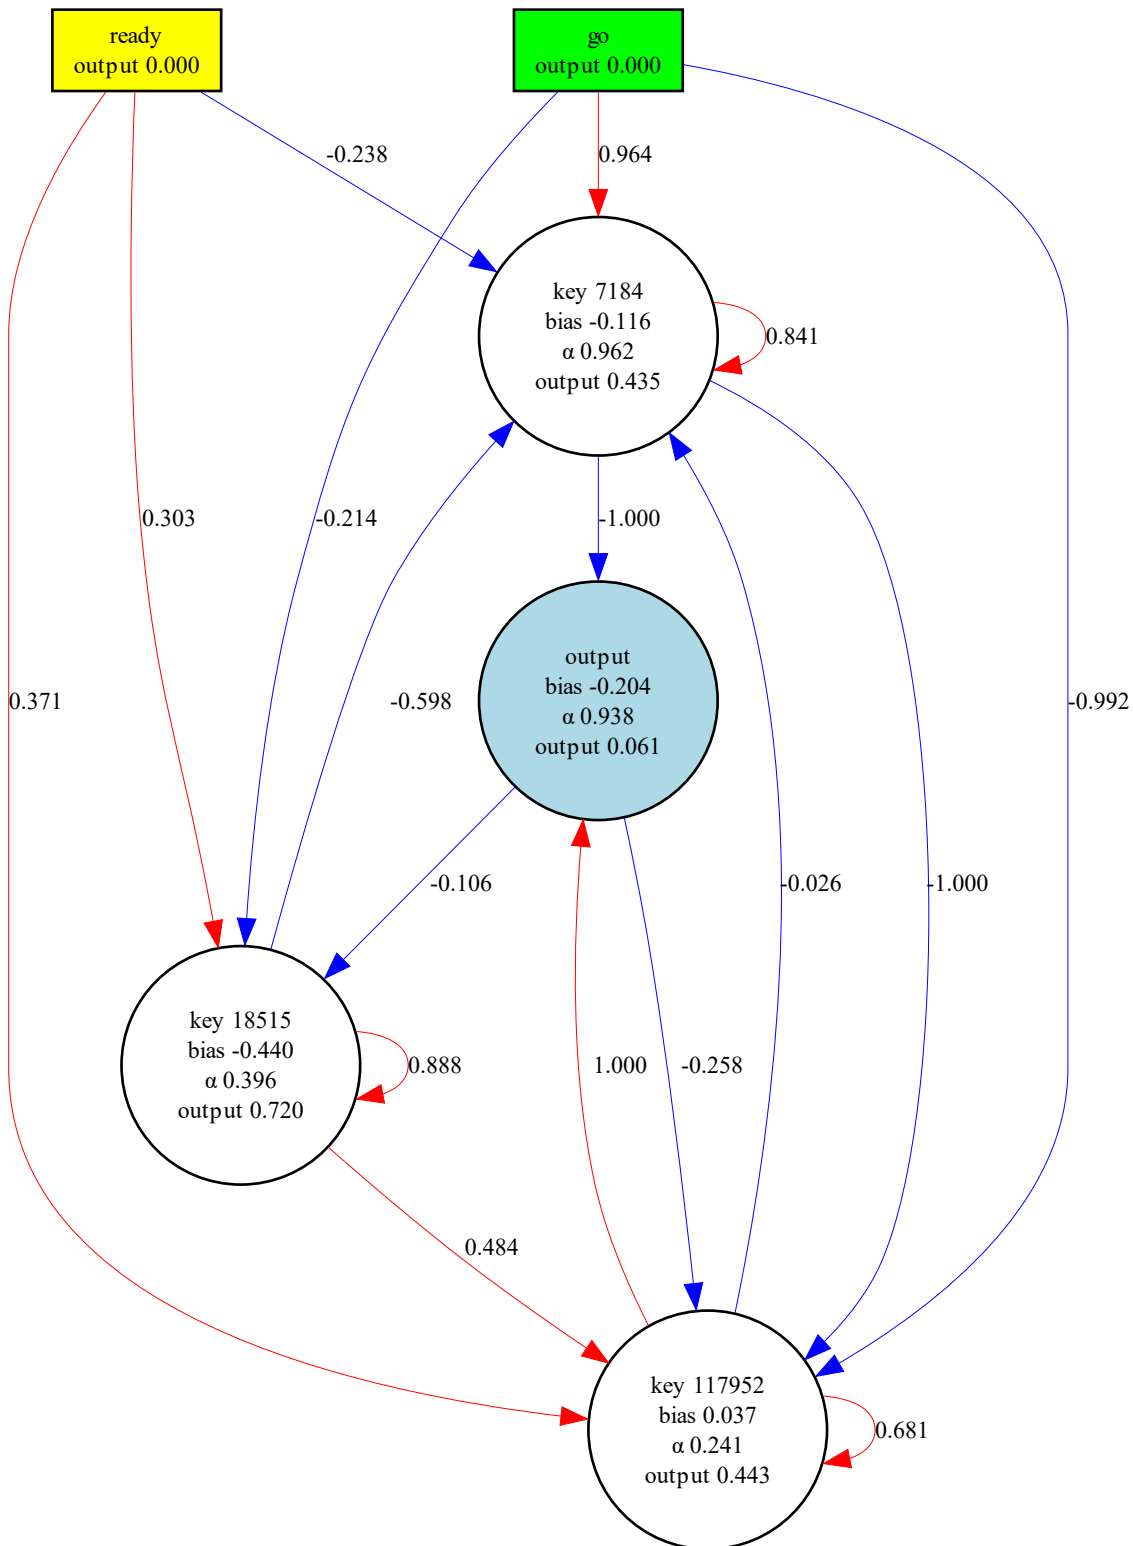 ready
output 0.000
go
output 0.000
-0.238
0.964
key 7184
bias -0.116
α 0.962
output 0.435
0.841
0.303
-0.214
-1.000
output
bias -0.204
α 0.938
output 0.061
0.371
-0.598
-0.992
-0.106
-0.026
-1.000
key 18515
bias -0.440
α 0.396
output 0.720
0.888
1.000
-0.258
0.484
key 117952
bias 0.037
α 0.241
output 0.443
0.681